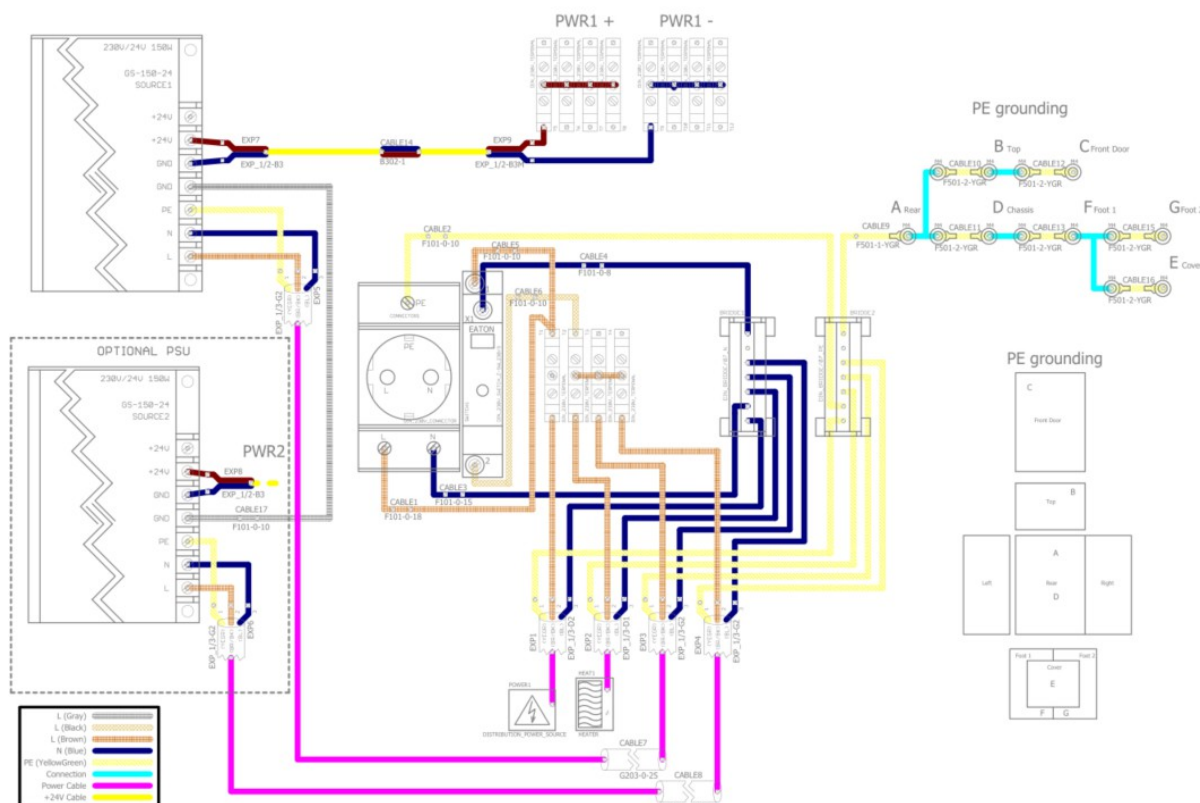 PWR1 +
PWR1 -
230V/24V 150W
GS-150-24
SOURCE1
+24V
+24V
GND
GND
PE
N
L
EXP7
EXP_1/2-B3
CABLE14
B302-1
EXP9
EXP_1/2-B3M
EXP_1/3-G2
EXP5
PE grounding
B Top
C Front Door
CABLE10
CABLE12
F501-2-YGR
F501-2-YGR
A Rear
D Chassis
F Foot 1
G Foot 2
CABLE9
CABLE11
CABLE13
CABLE15
F501-1-YGR
F501-2-YGR
F501-2-YGR
F501-2-YGR
E Cover
CABLE16
F501-2-YGR
CABLE2
F101-0-10
CABLE5
F101-0-10
CABLE4
F101-0-8
CABLE6
F101-0-10
PE
X1
EATON
PE
L
N
L
N
2
BRIDGE1
BRIDGE2
CABLE3
F101-0-15
CABLE1
F101-0-18
OPTIONAL PSU
230V/24V 150W
GS-150-24
SOURCE2
+24V
+24V
GND
GND
PE
N
L
PWR2
EXP8
EXP_1/2-B3
CABLE17
F101-0-10
EXP_1/3-G2
EXP6
EXP1
EXP_1/3-D2
EXP2
EXP_1/3-D1
EXP3
EXP_1/3-G2
EXP4
EXP_1/3-G2
POWER1
DISTRIBUTION_POWER_SOURCE
HEAT1
HEATER
CABLE7
G203-0-25
CABLE8
PE grounding
C
Front Door
B
Top
A
Left
Rear
Right
D
Foot 1
Foot 2
Cover
E
F
G
L (Gray)
L (Black)
L (Brown)
N (Blue)
PE (YellowGreen)
Connection
Power Cable
+24V Cable